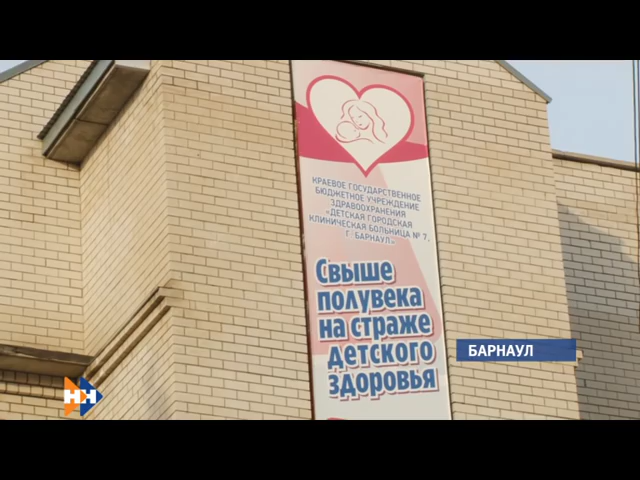 КРАЕВОЕ ГОСУДАРСТВЕННОЕ
БЮДЖЕТНОЕ УЧРЕЖДЕНИЕ
ЗДРАВООХРАНЕНИЯ
«ДЕТСКАЯ ГОРОДСКАЯ
КЛИНИЧЕСКАЯ БОЛЬНИЦА № 7,
Г. БАРНАУЛ»
Свыше
полувека
на страже
детского
здоровья
БАРНАУЛ
НН